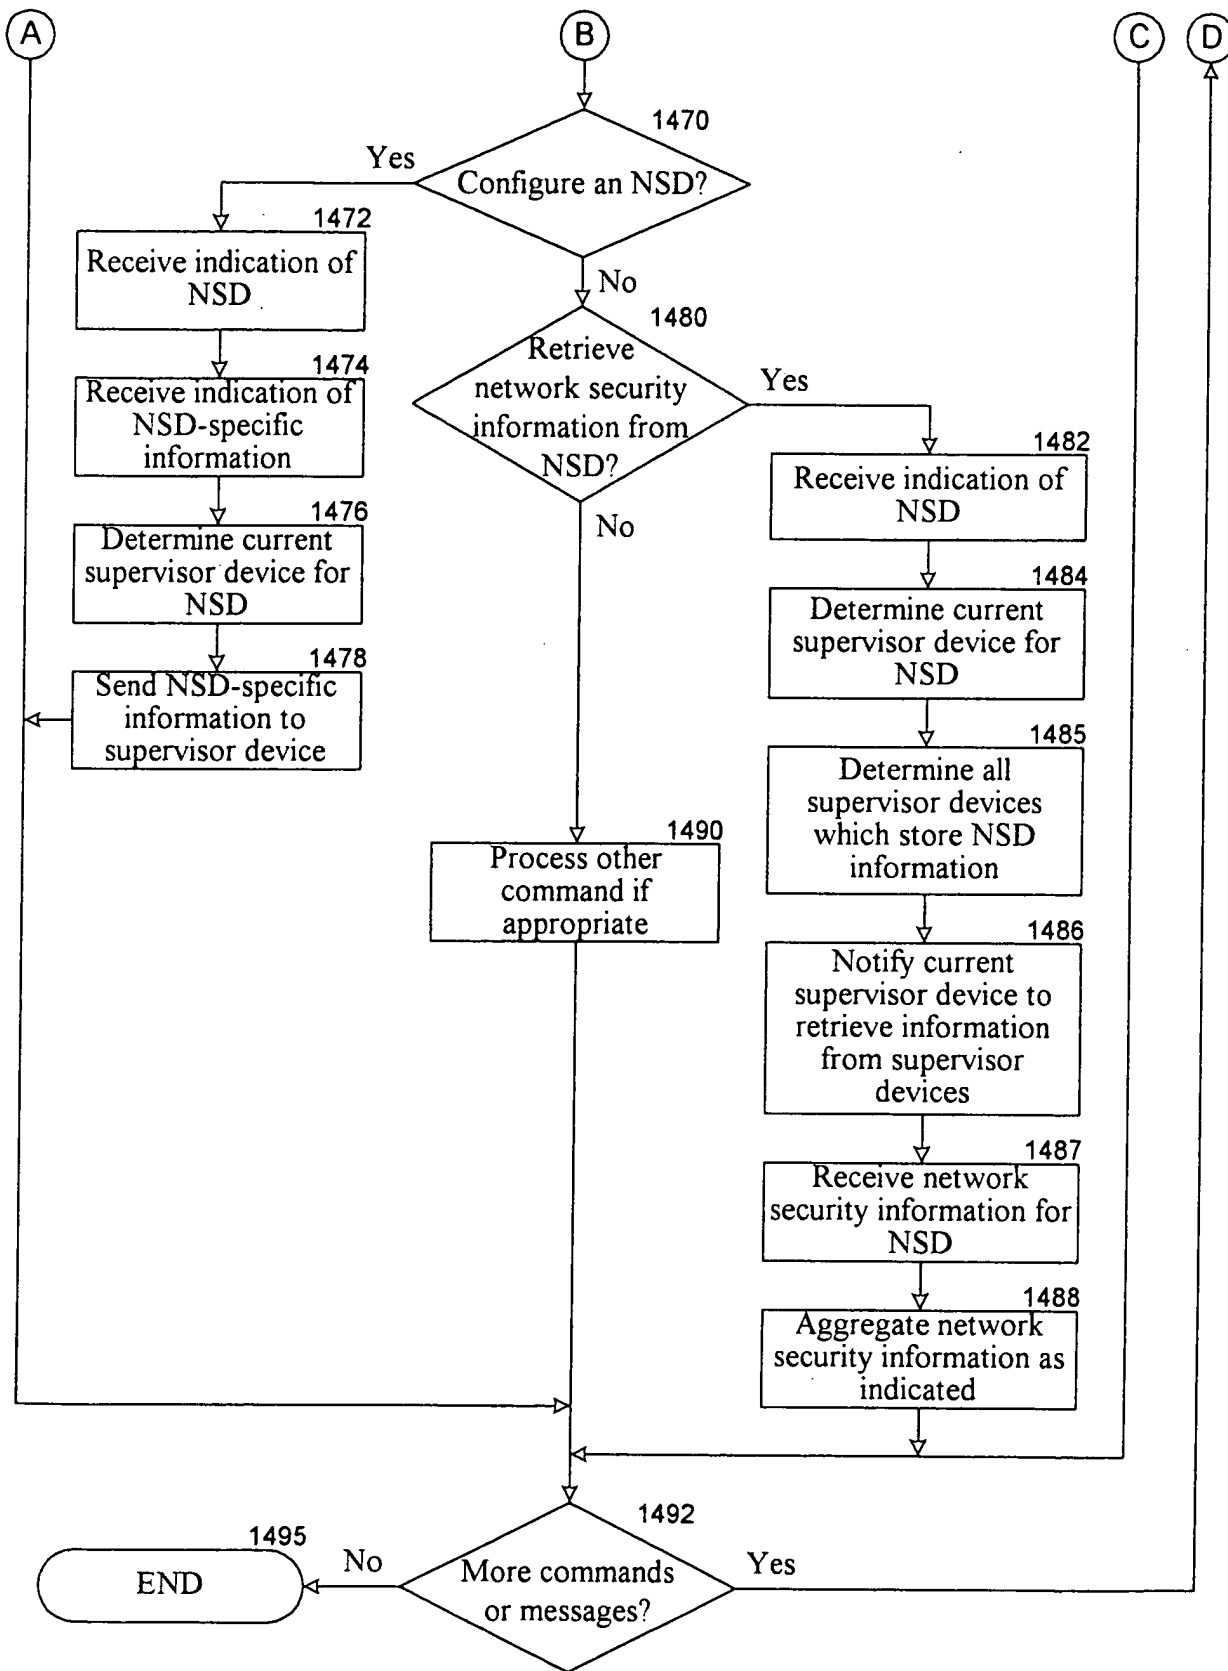 A
B
C
D
1470
Yes
Configure an NSD?
1472
Receive indication of
NSD
No
1480
Retrieve
network security
information from
NSD?
Yes
1474
Receive indication of
NSD-specific
information
1482
Receive indication of
NSD
No
1476
Determine current
supervisor device for
NSD
1484
Determine current
supervisor device for
NSD
1478
Send NSD-specific
information to
supervisor device
1485
Determine all
supervisor devices
which store NSD
information
1490
Process other
command if
appropriate
1486
Notify current
supervisor device to
retrieve information
from supervisor
devices
1487
Receive network
security information for
NSD
1488
Aggregate network
security information as
indicated
1492
More commands
or messages?
No
Yes
1495
END